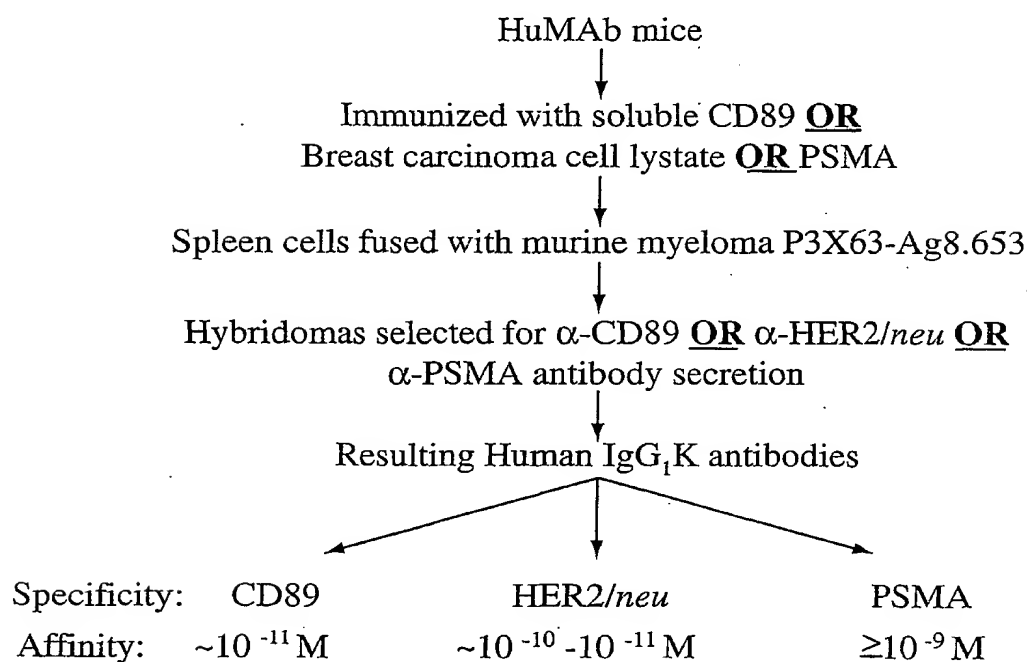 HuMAb mice
Immunized with soluble CD89 OR
Breast carcinoma cell lystate OR PSMA
Spleen cells fused with murine myeloma P3X63-Ag8.653
Hybridomas selected for α-CD89 OR α-HER2/neu OR
α-PSMA antibody secretion
Resulting Human IgG₁K antibodies
Specificity: CD89 HER2/neu PSMA
Affinity: ~10⁻¹¹ M ~10⁻¹⁰-10⁻¹¹ M ≥10⁻⁹ M